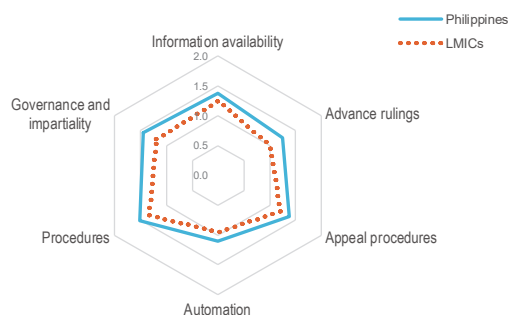 Philippines
LMICs
Information availability
2.0
1.5
1.0
0.5
0.0
Governance and
impartiality
Advance rulings
Procedures
Appeal procedures
Automation